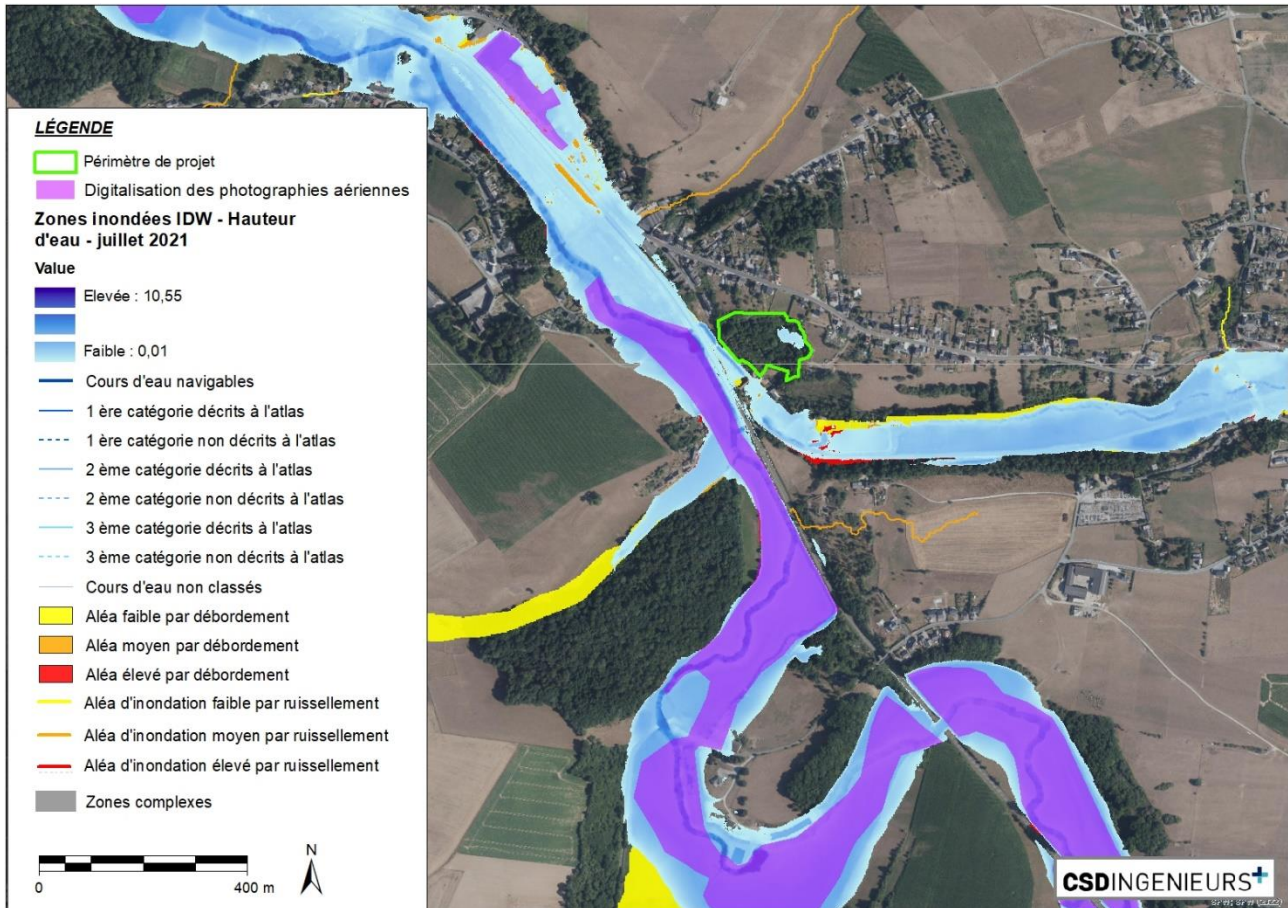 LÉGENDE
Périmètre de projet
Digitalisation des photographies aériennes
Zones inondées IDW - Hauteur
d'eau - juillet 2021
Value
Elevée : 10,55
Faible : 0,01
Cours d'eau navigables
1 ère catégorie décrits à l'atlas
1 ère catégorie non décrits à l'atlas
2 ème catégorie décrits à l'atlas
2 ème catégorie non décrits à l'atlas
3 ème catégorie décrits à l'atlas
3 ème catégorie non décrits à l'atlas
Cours d'eau non classés
Aléa faible par débordement
Aléa moyen par débordement
Aléa élevé par débordement
Aléa d'inondation faible par ruissellement
Aléa d'inondation moyen par ruissellement
Aléa d'inondation élevé par ruissellement
Zones complexes
N
0 400 m
CSDINGENIEURS+